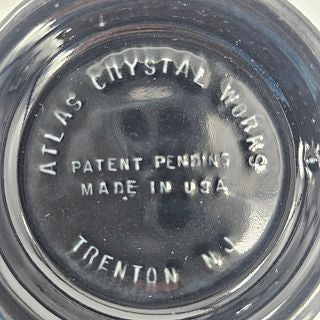 ATLAS CRYSTAL WORKS
PATENT PENDING
MADE IN USA
TRENTON N.J.